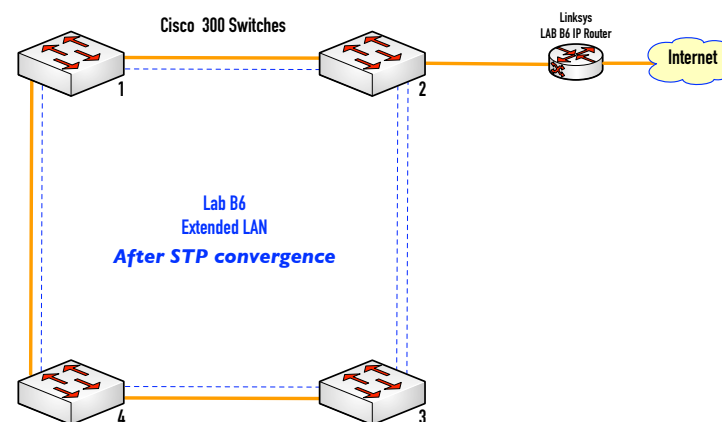 Cisco 300 Switches
Linksys
LAB B6 IP Router
Internet
1
2
Lab B6
Extended LAN
After STP convergence
4
3